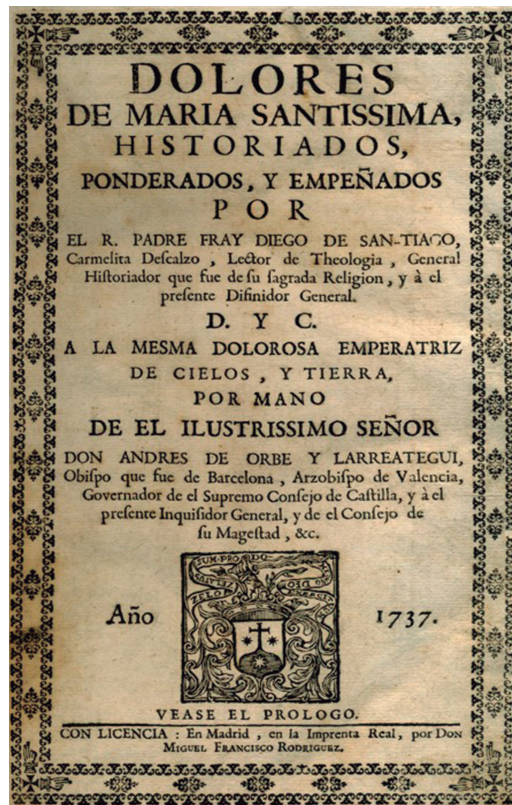 DOLORES
DE MARIA SANTISSIMA,
HISTORIADOS,
PONDERADOS, Y EMPEÑADOS
POR
EL R. PADRE FRAY DIEGO DE SAN-TIAGO,
Carmelita Deſcalzo, Lector de Theologia, General
Hiſtoriador que fue de ſu ſagrada Religion, y à el
preſente Difinidor General.
D. Y C.
A LA MESMA DOLOROSA EMPERATRIZ
DE CIELOS, Y TIERRA,
POR MANO
DE EL ILUSTRISSIMO SEÑOR
DON ANDRES DE ORBE Y LARREATEGUI,
Obiſpo que fue de Barcelona, Arzobiſpo de Valencia,
Governador de el Supremo Conſejo de Caſtilla, y à el
preſente Inquiſidor General, y de el Conſejo de
ſu Mageſtad, &c.
Año 1737.
VEASE EL PROLOGO.
CON LICENCIA: En Madrid, en la Imprenta Real, por DON
MIGUEL FRANCISCO RODRIGUEZ.